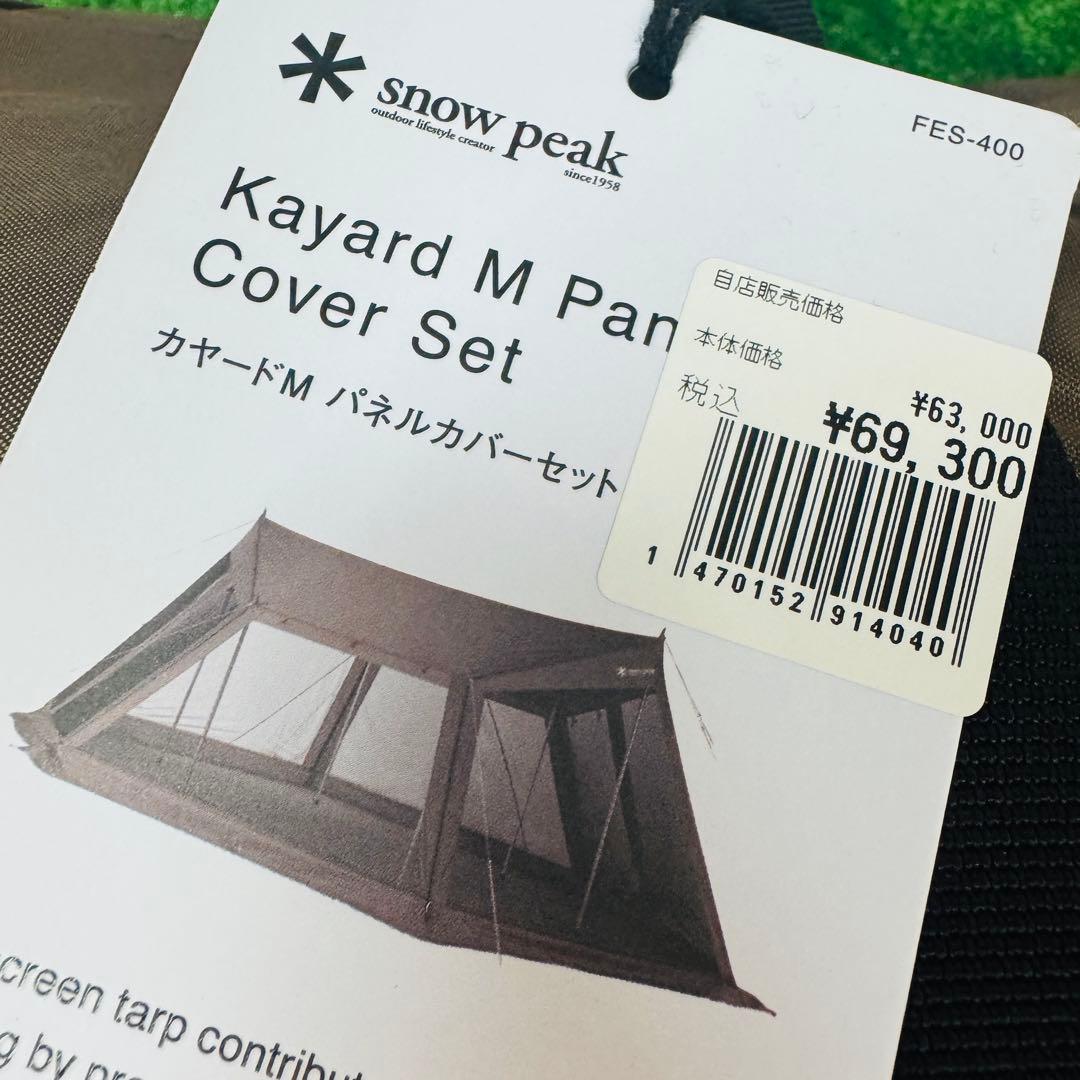 snow peak
outdoor lifestyle creator
since1958
FES-400
Kayard M Pan
Cover Set
カヤードM パネルカバーセット
自店販売価格
本体価格
¥63,000
税込
¥69,300
1 470152 914040
creen tarp contribut
g by pro